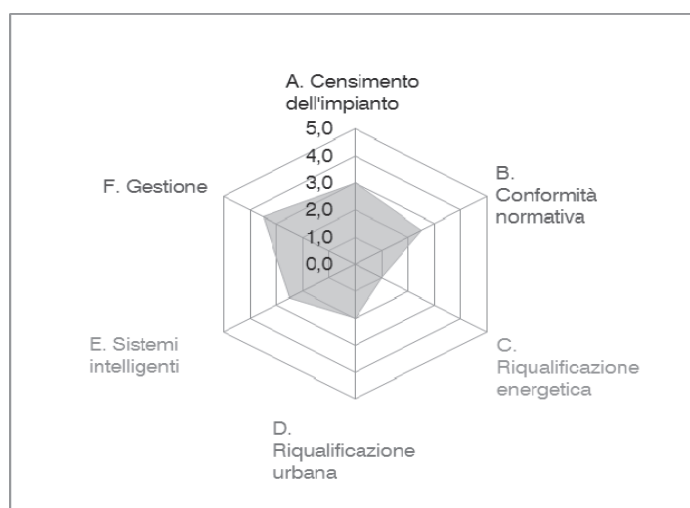 A. Censimento
dell'impianto
5,0
4,0
3,0
2,0
1,0
0,0
B.
Conformità
normativa
C.
Riqualificazione
energetica
D.
Riqualificazione
urbana
E. Sistemi
intelligenti
F. Gestione